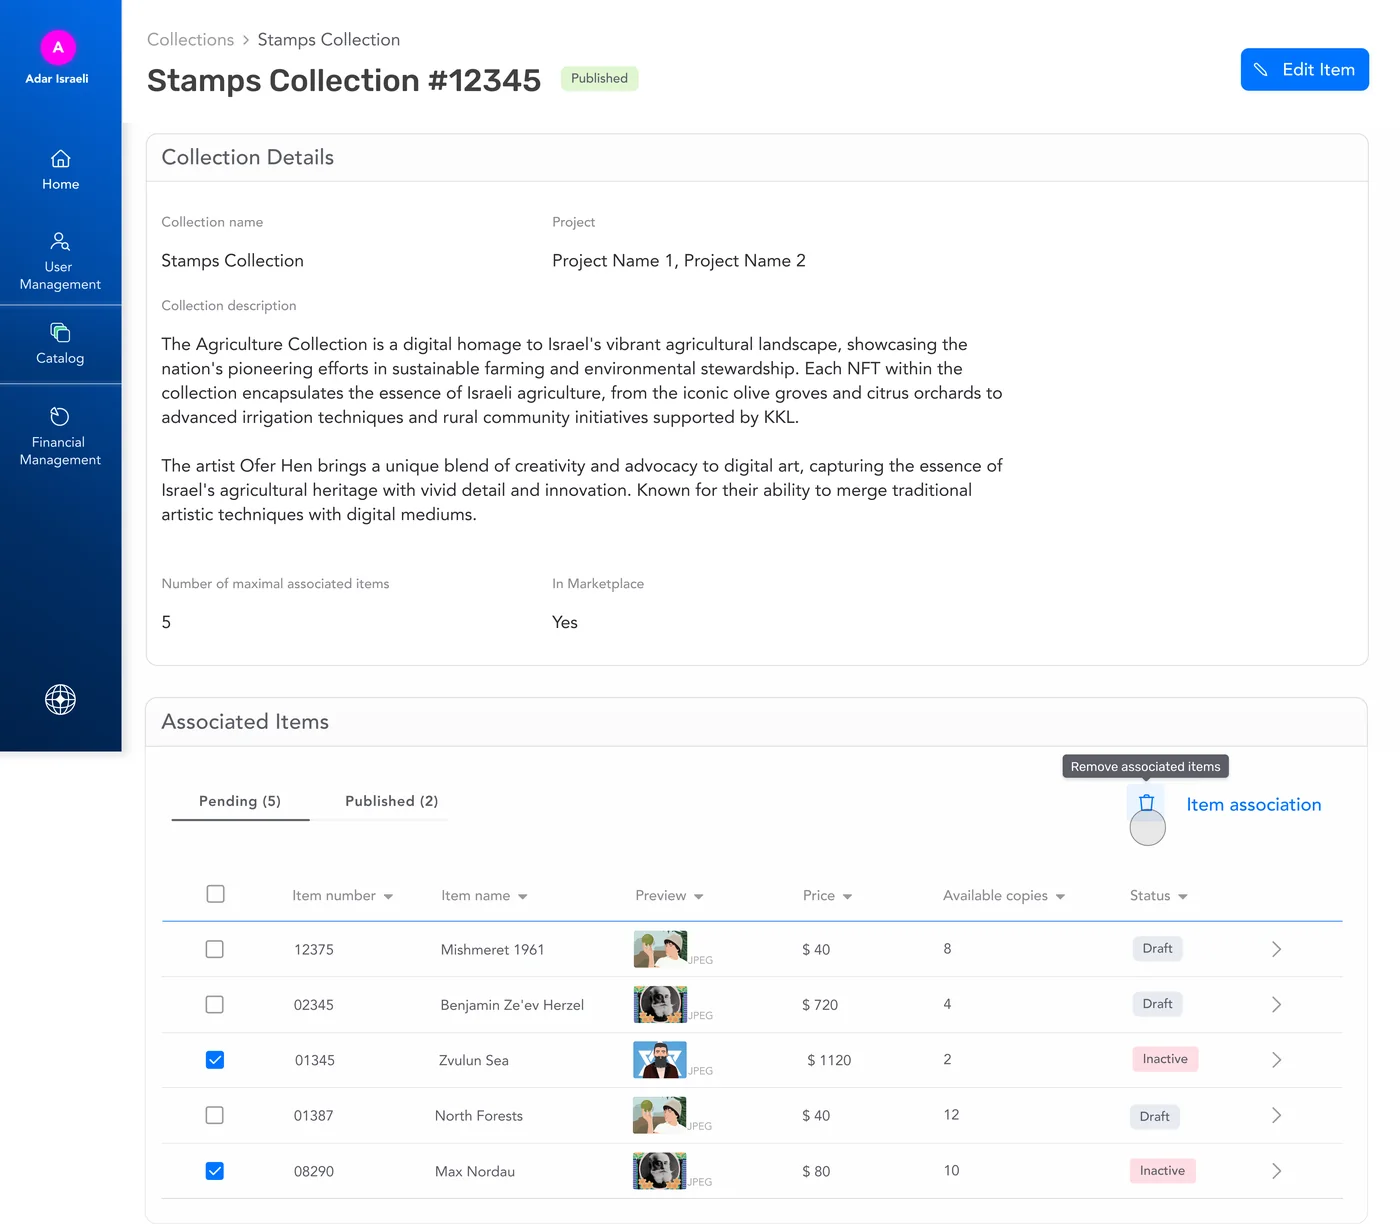 A
Adar Israeli
Home
User
Management
Catalog
Financial
Management
Collections > Stamps Collection
Stamps Collection #12345
Published
Edit Item
Collection Details
Collection name
Project
Stamps Collection
Project Name 1, Project Name 2
Collection description
The Agriculture Collection is a digital homage to Israel's vibrant agricultural landscape, showcasing the
nation's pioneering efforts in sustainable farming and environmental stewardship. Each NFT within the
collection encapsulates the essence of Israeli agriculture, from the iconic olive groves and citrus orchards to
advanced irrigation techniques and rural community initiatives supported by KKL.
The artist Ofer Hen brings a unique blend of creativity and advocacy to digital art, capturing the essence of
Israel's agricultural heritage with vivid detail and innovation. Known for their ability to merge traditional
artistic techniques with digital mediums.
Number of maximal associated items
In Marketplace
5
Yes
Associated Items
Remove associated items
Pending (5)
Published (2)
Item association
Item number
Item name
Preview
Price
Available copies
Status
12375 Mishmeret 1961 JPEG $ 40 8 Draft
02345 Benjamin Ze'ev Herzel JPEG $ 720 4 Draft
01345 Zvulun Sea JPEG $ 1120 2 Inactive
01387 North Forests JPEG $ 40 12 Draft
08290 Max Nordau JPEG $ 80 10 Inactive